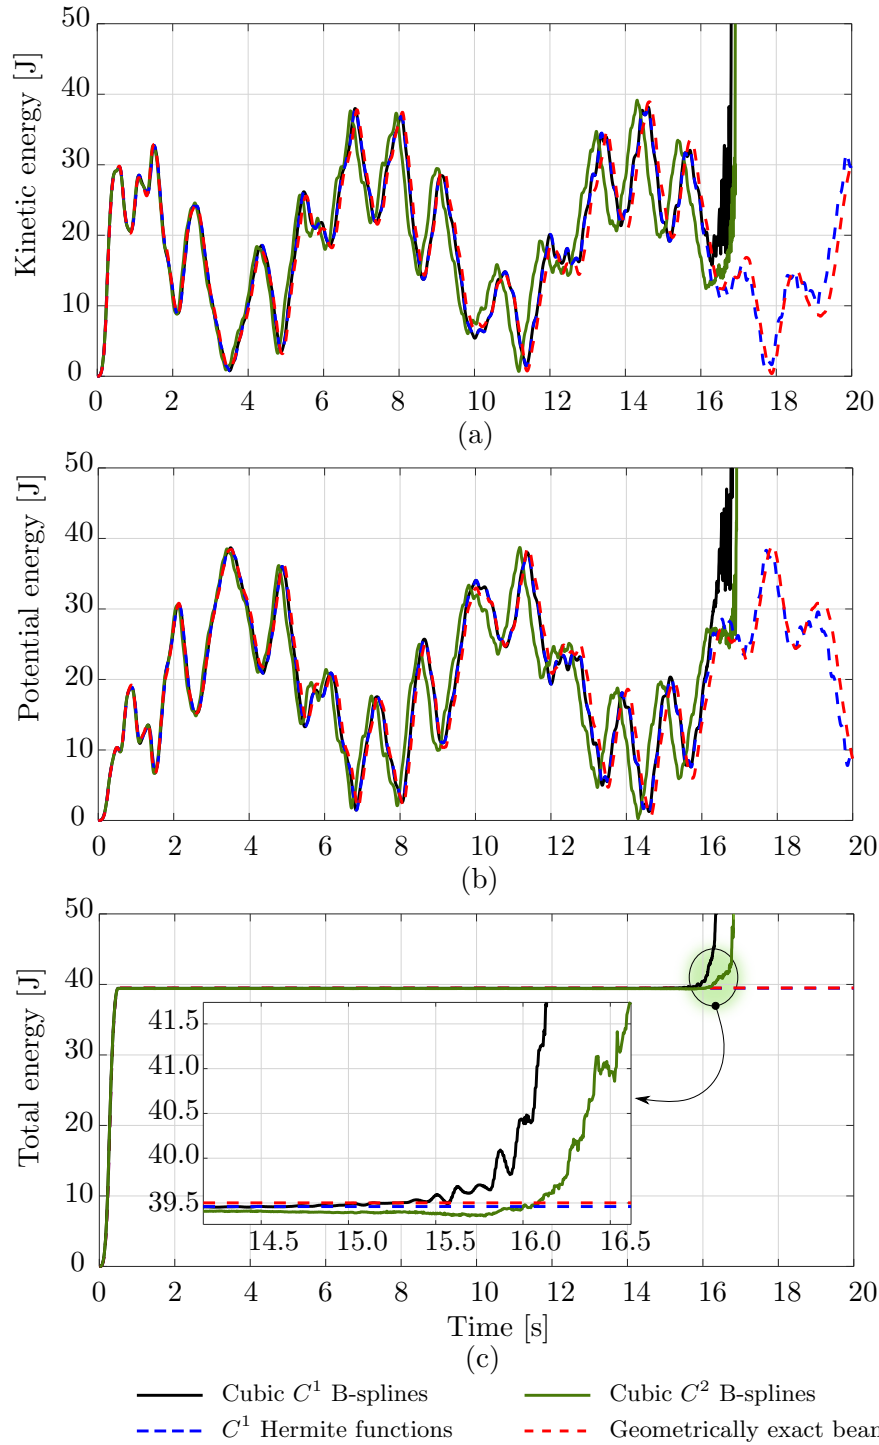 Kinetic energy [J]
50
40
30
20
10
0
0 2 4 6 8 10 12 14 16 18 20
(a)
Potential energy [J]
50
40
30
20
10
0
0 2 4 6 8 10 12 14 16 18 20
(b)
Total energy [J]
50
40
30
20
10
0
41.5
41.0
40.5
40.0
39.5
14.5 15.0 15.5 16.0 16.5
0 2 4 6 8 10 12 14 16 18 20
Time [s]
(c)
Cubic C¹ B-splines Cubic C² B-splines
C¹ Hermite functions Geometrically exact beam